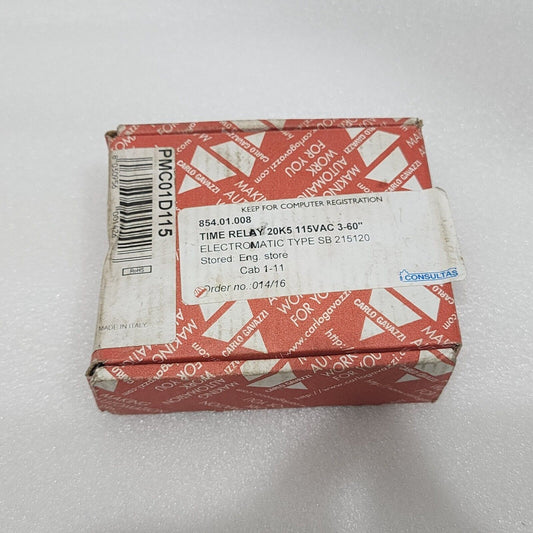 PMC01D115
RoHS
MADE IN ITALY
KEEP FOR COMPUTER REGISTRATION
854.01.008
TIME RELAY 20K5 115VAC 3-60"
ELECTROMATIC TYPE SB 215120
Stored: Eng. store
Cab 1-11
Order no.:014/16
CONSULTAS
MAKING
AUTOMATION
WORK
FOR YOU
CARLO GAVAZZI
http://www.carlogavazzi.com